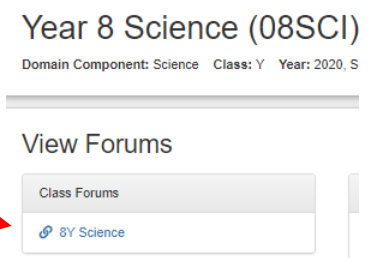 Year 8 Science (08SCI)
Domain Component: Science Class: Y Year: 2020, S
View Forums
Class Forums
8Y Science